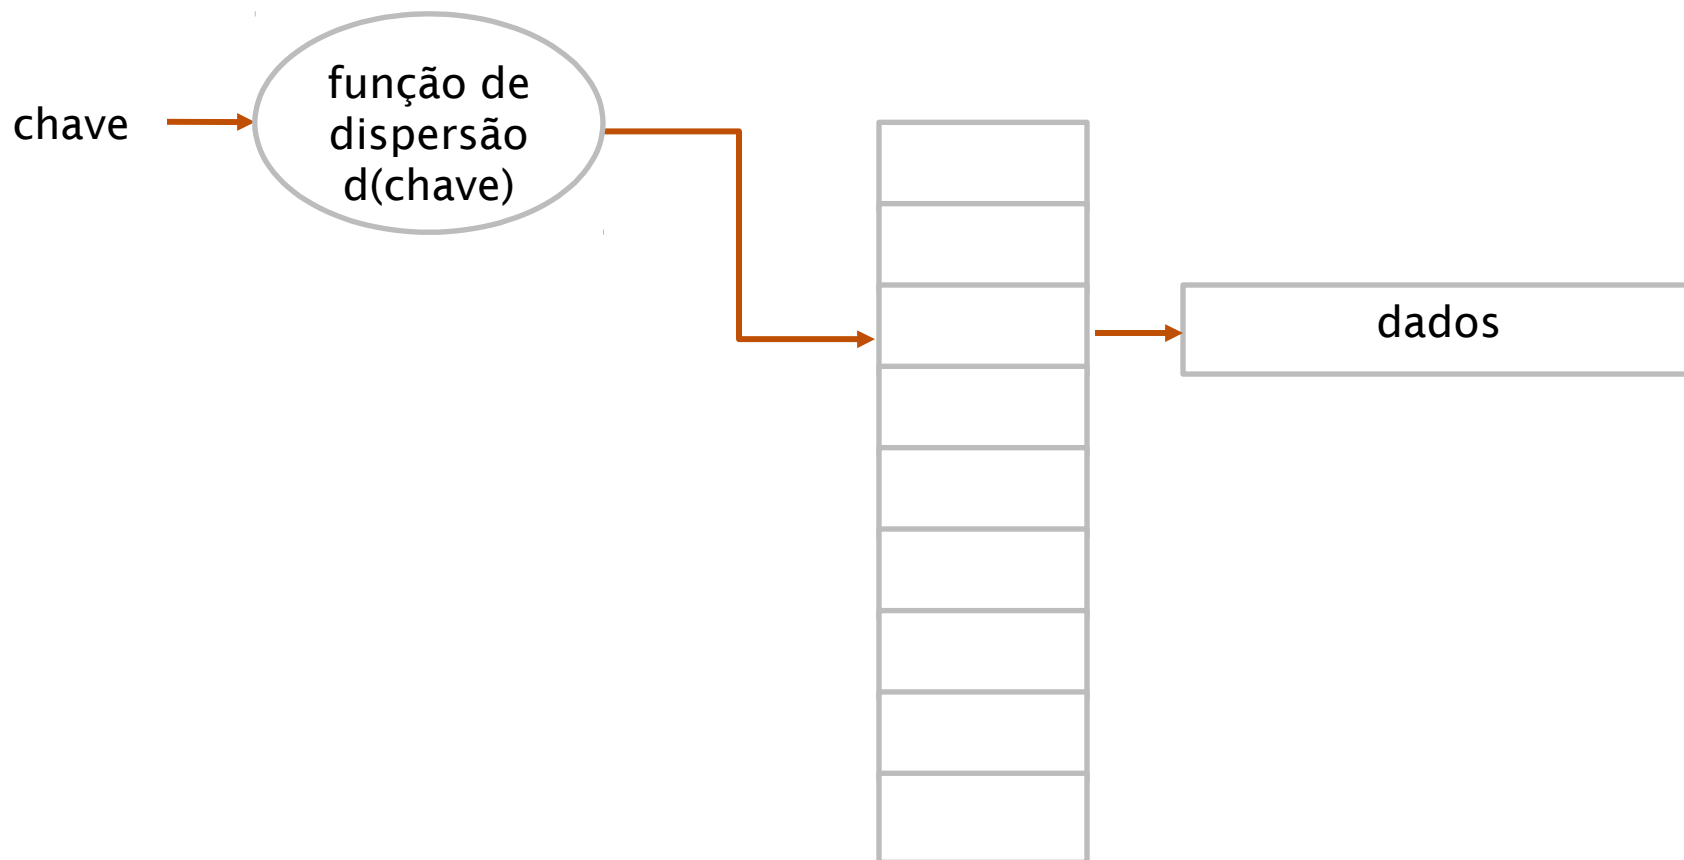 chave
função de
dispersão
d(chave)
dados